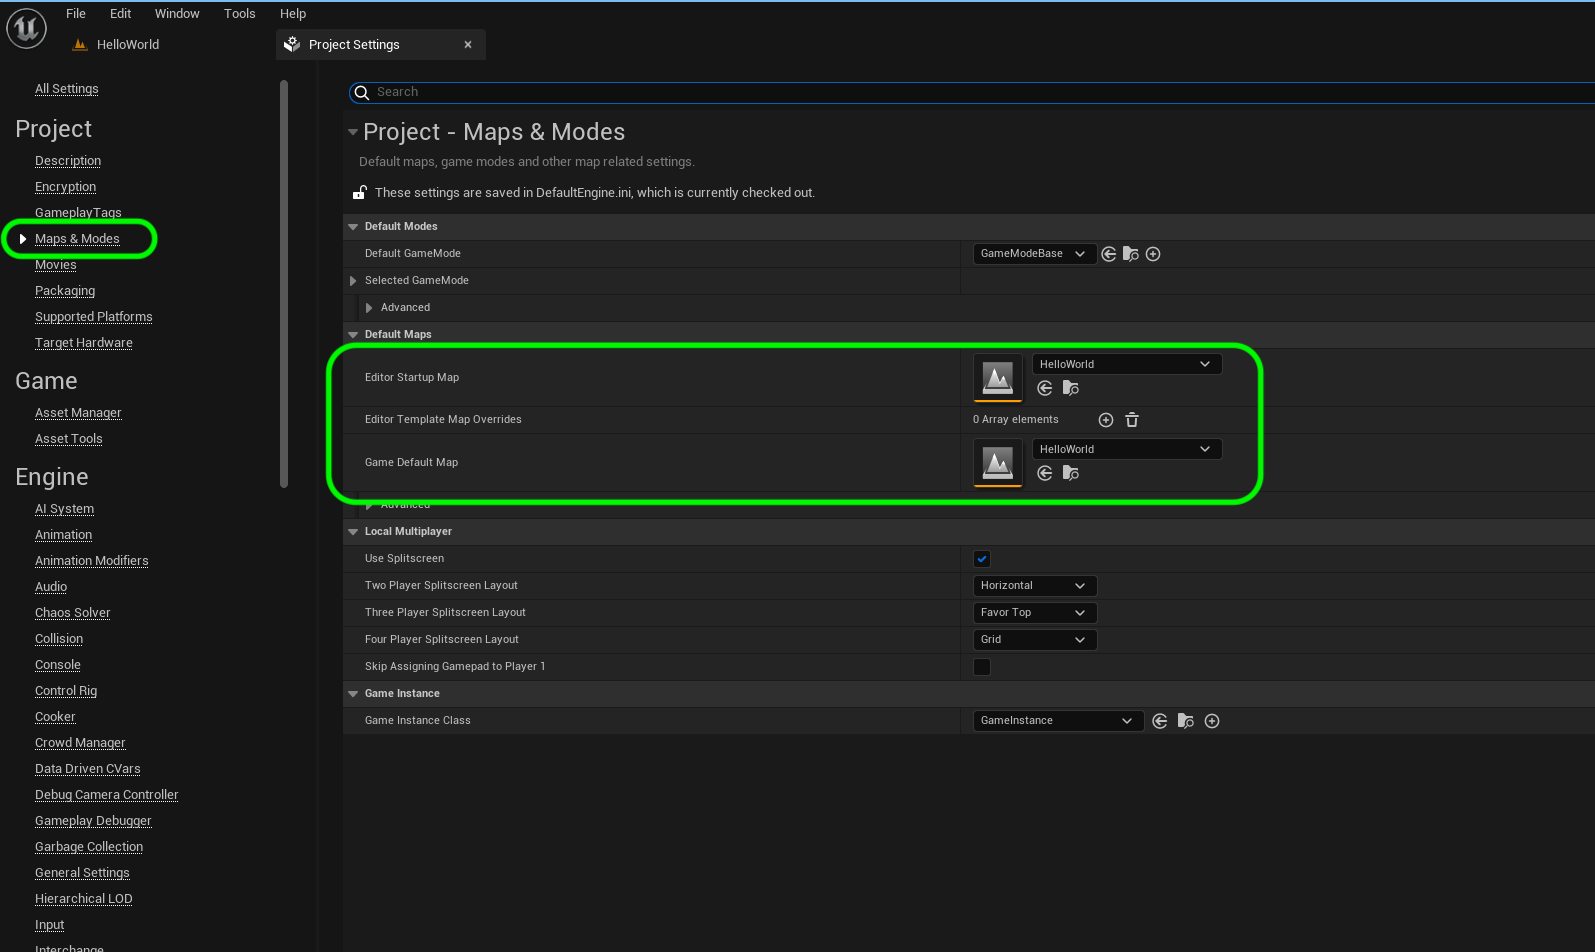 File Edit Window Tools Help
HelloWorld
Project Settings
All Settings
Project
Description
Encryption
GameplayTags
Maps & Modes
Movies
Packaging
Supported Platforms
Target Hardware
Game
Asset Manager
Asset Tools
Engine
AI System
Animation
Animation Modifiers
Audio
Chaos Solver
Collision
Console
Control Rig
Cooker
Crowd Manager
Data Driven CVars
Debug Camera Controller
Gameplay Debugger
Garbage Collection
General Settings
Hierarchical LOD
Input
Interchange
Search
Project - Maps & Modes
Default maps, game modes and other map related settings.
These settings are saved in DefaultEngine.ini, which is currently checked out.
Default Modes
Default GameMode GameModeBase
Selected GameMode
Advanced
Default Maps
Editor Startup Map HelloWorld
Editor Template Map Overrides 0 Array elements
Game Default Map HelloWorld
Advanced
Local Multiplayer
Use Splitscreen
Two Player Splitscreen Layout Horizontal
Three Player Splitscreen Layout Favor Top
Four Player Splitscreen Layout Grid
Skip Assigning Gamepad to Player 1
Game Instance
Game Instance Class GameInstance